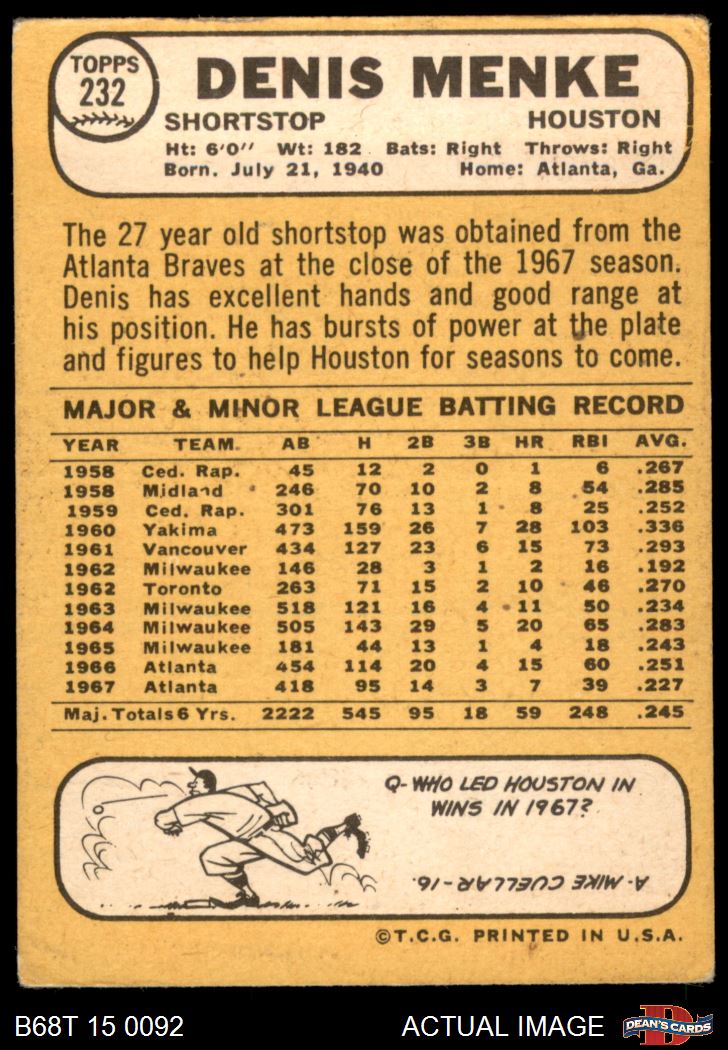 TOPPS
232
DENIS MENKE
SHORTSTOP HOUSTON
Ht: 6'0" Wt: 182 Bats: Right Throws: Right
Born. July 21, 1940 Home: Atlanta, Ga.
The 27 year old shortstop was obtained from the
Atlanta Braves at the close of the 1967 season.
Denis has excellent hands and good range at
his position. He has bursts of power at the plate
and figures to help Houston for seasons to come.
MAJOR & MINOR LEAGUE BATTING RECORD
YEAR TEAM AB H 2B 3B HR RBI AVG.
1958 Ced. Rap. 45 12 2 0 1 6 .267
1958 Midland 246 70 10 2 8 54 .285
1959 Ced. Rap. 301 76 13 1 8 25 .252
1960 Yakima 473 159 26 7 28 103 .336
1961 Vancouver 434 127 23 6 15 73 .293
1962 Milwaukee 146 28 3 1 2 16 .192
1962 Toronto 263 71 15 2 10 46 .270
1963 Milwaukee 518 121 16 4 11 50 .234
1964 Milwaukee 505 143 29 5 20 65 .283
1965 Milwaukee 181 44 13 1 4 18 .243
1966 Atlanta 454 114 20 4 15 60 .251
1967 Atlanta 418 95 14 3 7 39 .227
Maj. Totals 6 Yrs. 2222 545 95 18 59 248 .245
Q-WHO LED HOUSTON IN
WINS IN 1967?
A-MIKE CUELLAR-16.
©T.C.G. PRINTED IN U.S.A.
B68T 15 0092 ACTUAL IMAGE
D
DEAN'S CARDS